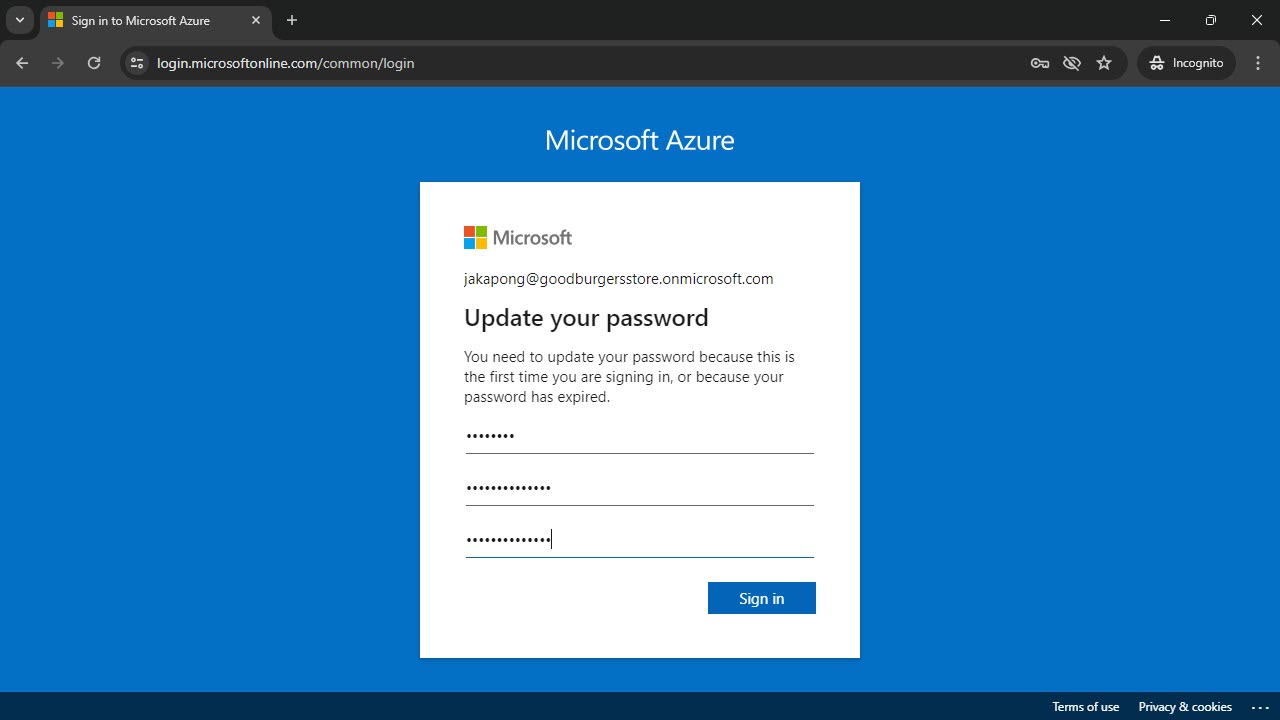 Sign in to Microsoft Azure
login.microsoftonline.com/common/login
Incognito
Microsoft Azure
Microsoft
jakapong@goodburgersstore.onmicrosoft.com
Update your password
You need to update your password because this is
the first time you are signing in, or because your
password has expired.
••••••••
••••••••••••••
••••••••••••••
Sign in
Terms of use Privacy & cookies ...